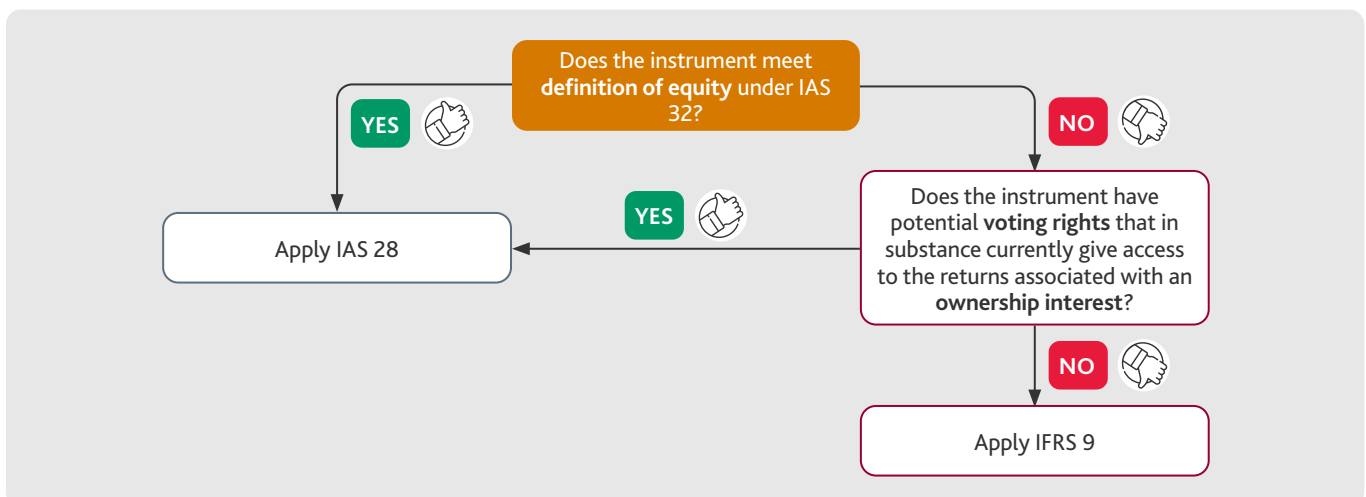 Does the instrument meet
definition of equity under IAS
32?
YES
NO
Does the instrument have
potential voting rights that in
substance currently give access
to the returns associated with an
ownership interest?
YES
Apply IAS 28
NO
Apply IFRS 9